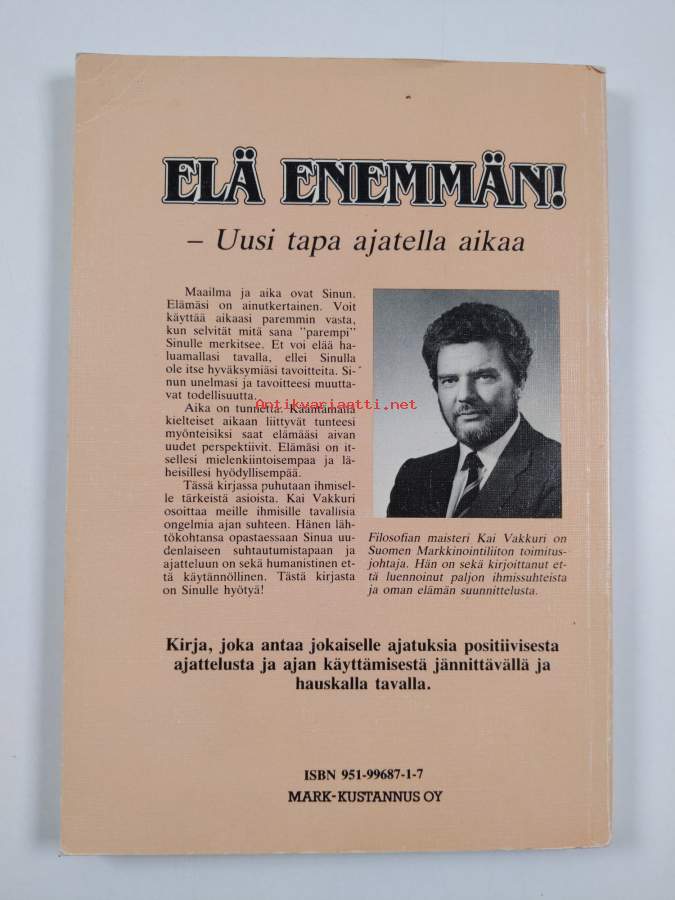 ELÄ ENEMMÄN!
– Uusi tapa ajatella aikaa
Maailma ja aika ovat Sinun.
Elämäsi on ainutkertainen. Voit
käyttää aikaasi paremmin vasta,
kun selvität mitä sana "parempi"
Sinulle merkitsee. Et voi elää ha-
luamallasi tavalla, ellei Sinulla
ole itse hyväksymiäsi tavoitteita. Si-
nun unelmasi ja tavoitteesi muutta-
vat todellisuutta.
Aika on tunnetta. Kääntämällä
kielteiset aikaan liittyvät tunteesi
myönteisiksi saat elämääsi aivan
uudet perspektiivit. Elämäsi on it-
sellesi mielenkiintoisempaa ja lä-
heisillesi hyödyllisempää.
Tässä kirjassa puhutaan ihmisel-
le tärkeistä asioista. Kai Vakkuri
osoittaa meille ihmisille tavallisia
ongelmia ajan suhteen. Hänen läh-
tökohtansa opastaessaan Sinua uu-
denlaiseen suhtautumistapaan ja
ajatteluun on sekä humanistinen et-
tä käytännöllinen. Tästä kirjasta
on Sinulle hyötyä!
Antikvariaatti.net
Filosofian maisteri Kai Vakkuri on
Suomen Markkinointiliiton toimitus-
johtaja. Hän on sekä kirjoittanut et-
tä luennoinut paljon ihmissuhteista
ja oman elämän suunnittelusta.
Kirja, joka antaa jokaiselle ajatuksia positiivisesta
ajattelusta ja ajan käyttämisestä jännittävällä ja
hauskalla tavalla.
ISBN 951-99687-1-7
MARK-KUSTANNUS OY